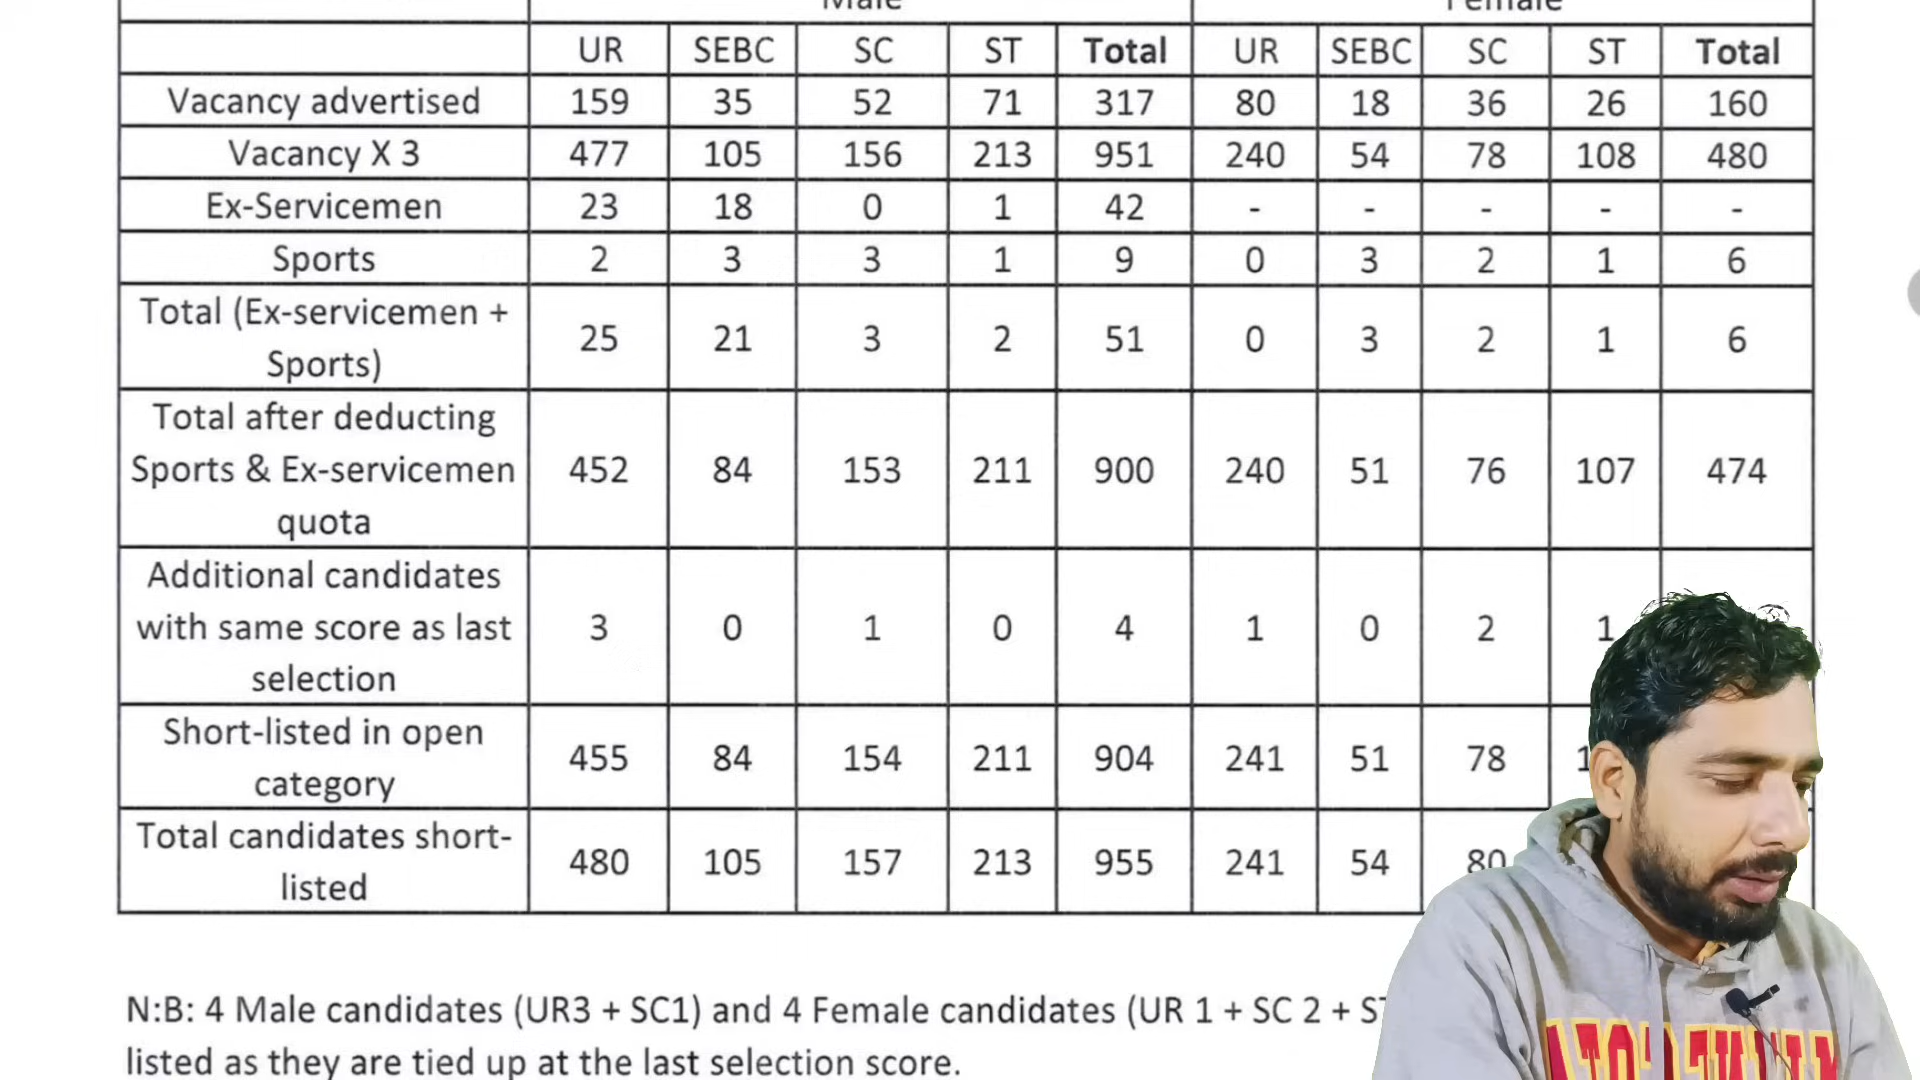 Male Female
UR SEBC SC ST Total UR SEBC SC ST Total
Vacancy advertised 159 35 52 71 317 80 18 36 26 160
Vacancy X 3 477 105 156 213 951 240 54 78 108 480
Ex-Servicemen 23 18 0 1 42 - - - - -
Sports 2 3 3 1 9 0 3 2 1 6
Total (Ex-servicemen +
Sports) 25 21 3 2 51 0 3 2 1 6
Total after deducting
Sports & Ex-servicemen 452 84 153 211 900 240 51 76 107 474
quota
Additional candidates
with same score as last 3 0 1 0 4 1 0 2 1
selection
Short-listed in open
category 455 84 154 211 904 241 51 78
Total candidates short-
listed 480 105 157 213 955 241 54 80
N:B: 4 Male candidates (UR3 + SC1) and 4 Female candidates (UR 1 + SC 2 +
listed as they are tied up at the last selection score.